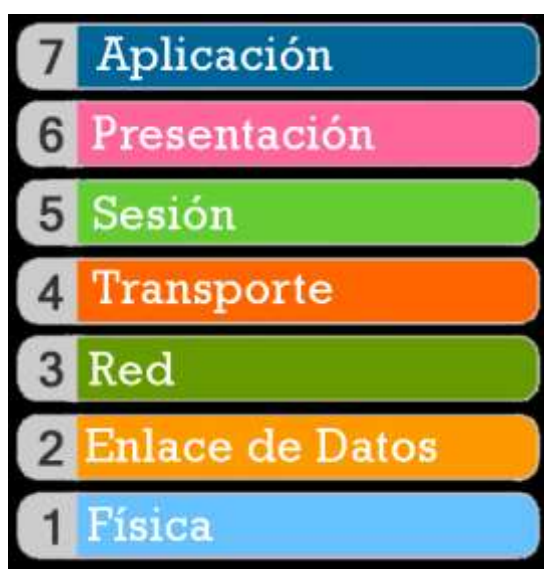 7 Aplicación
6 Presentación
5 Sesión
4 Transporte
3 Red
2 Enlace de Datos
1 Física